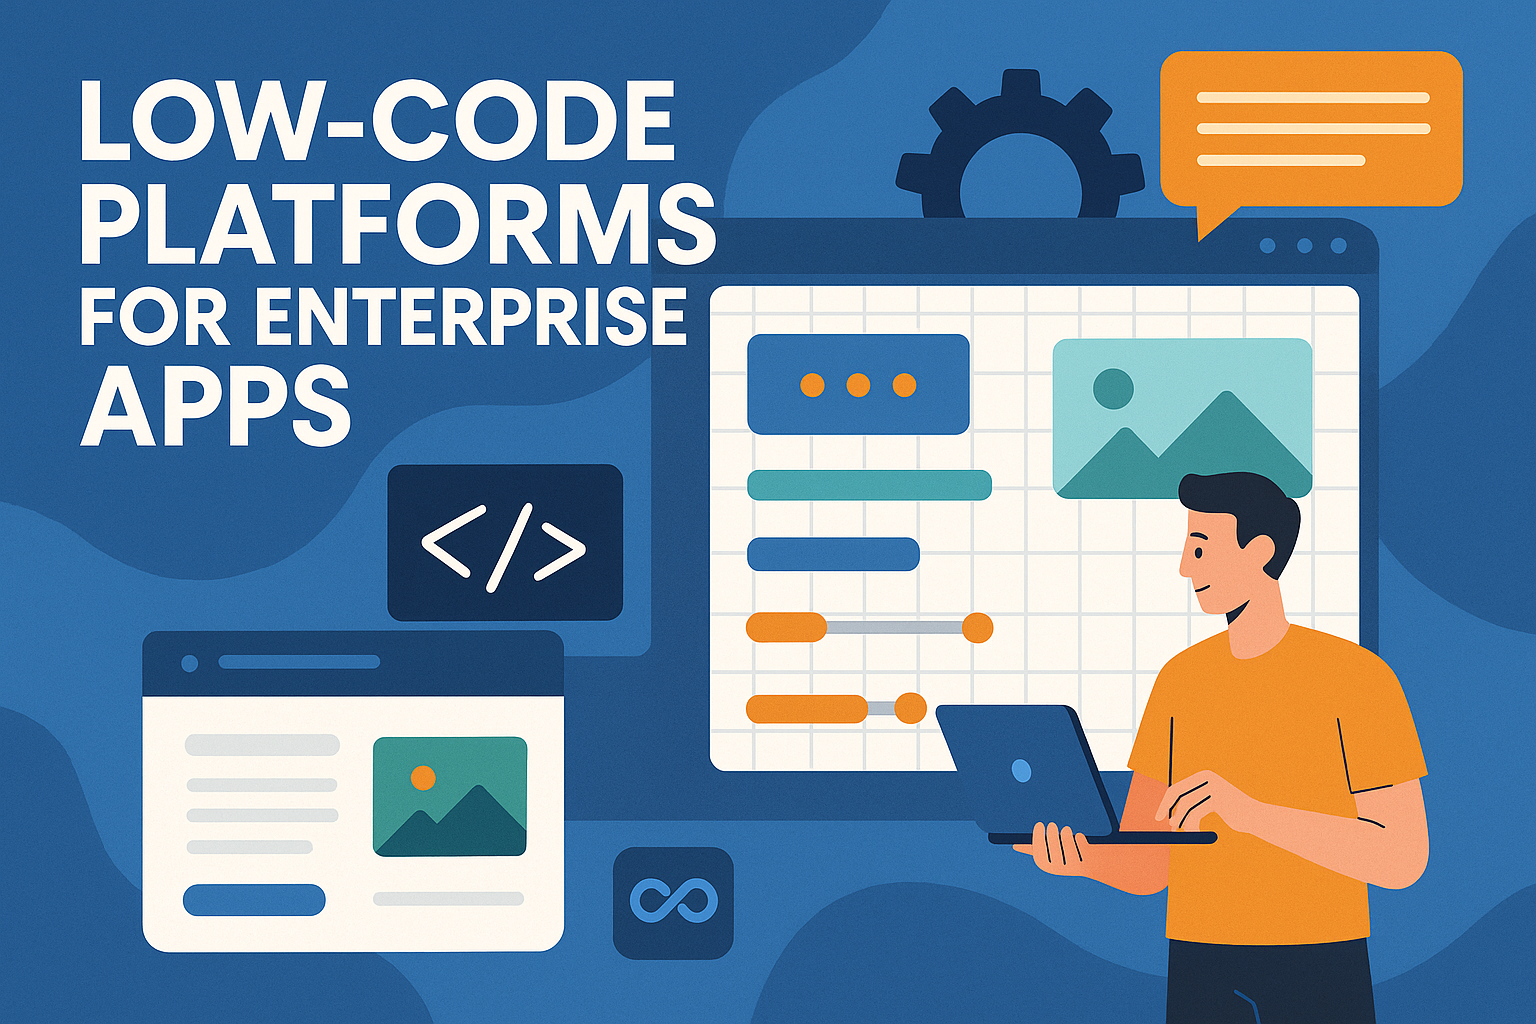 LOW-CODE
PLATFORMS
FOR ENTERPRISE
APPS
</>